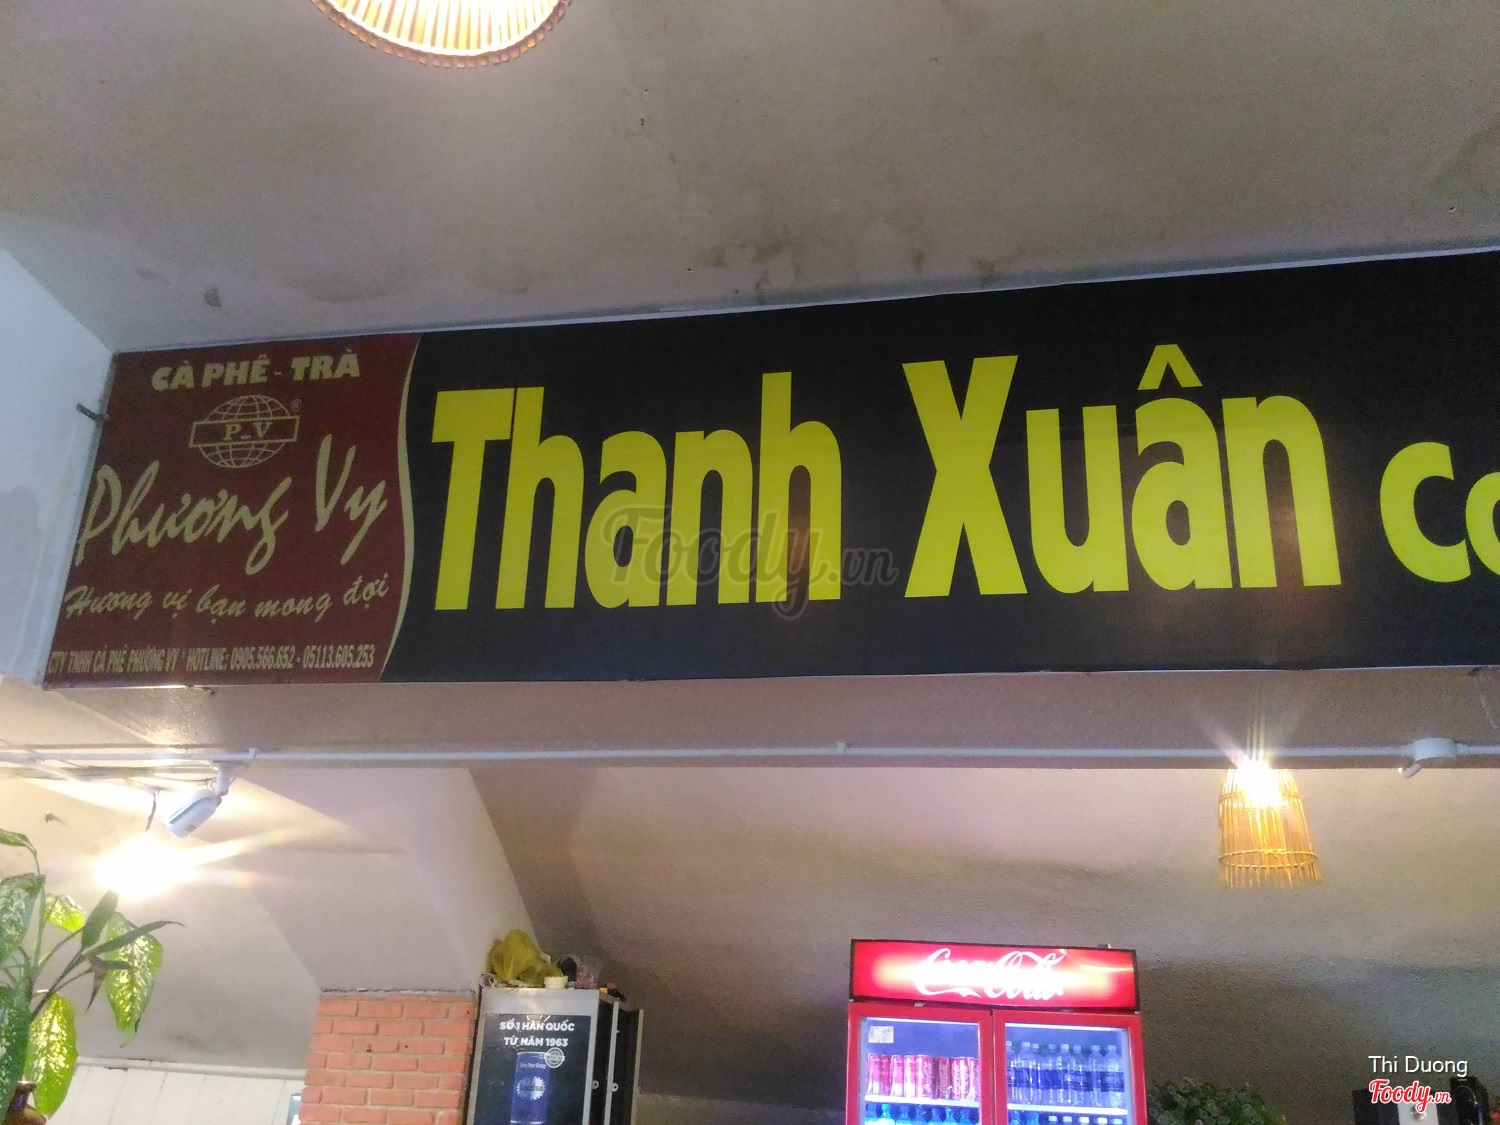 CÀ PHÊ - TRÀ
P-V ®
Phương Vy
Hương vị bạn mong đợi
CTY TNHH CÀ PHÊ PHƯƠNG VY * HOTLINE: 0905.566.652 - 05113.605.253
Thanh Xuân co
Foody.vn
Coca-Cola
SỐ 1 HÀN QUỐC
TỪ NĂM 1963
Thi Duong
Foody.vn